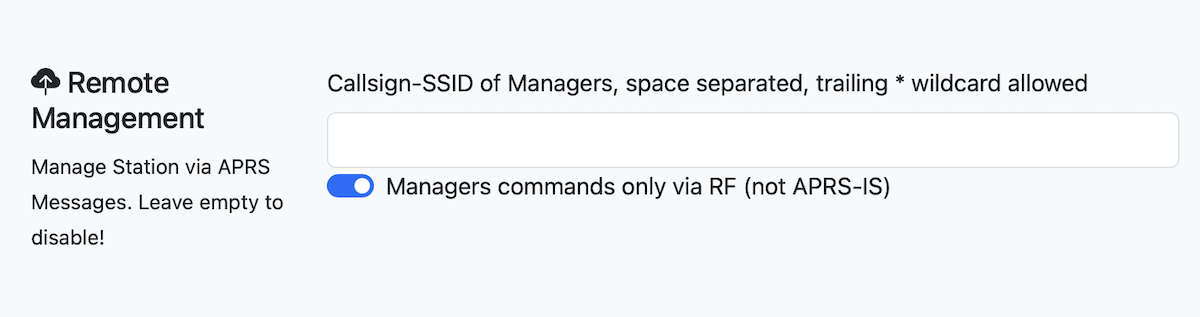 Remote
Management
Manage Station via APRS
Messages. Leave empty to
disable!
Callsign-SSID of Managers, space separated, trailing * wildcard allowed
Managers commands only via RF (not APRS-IS)